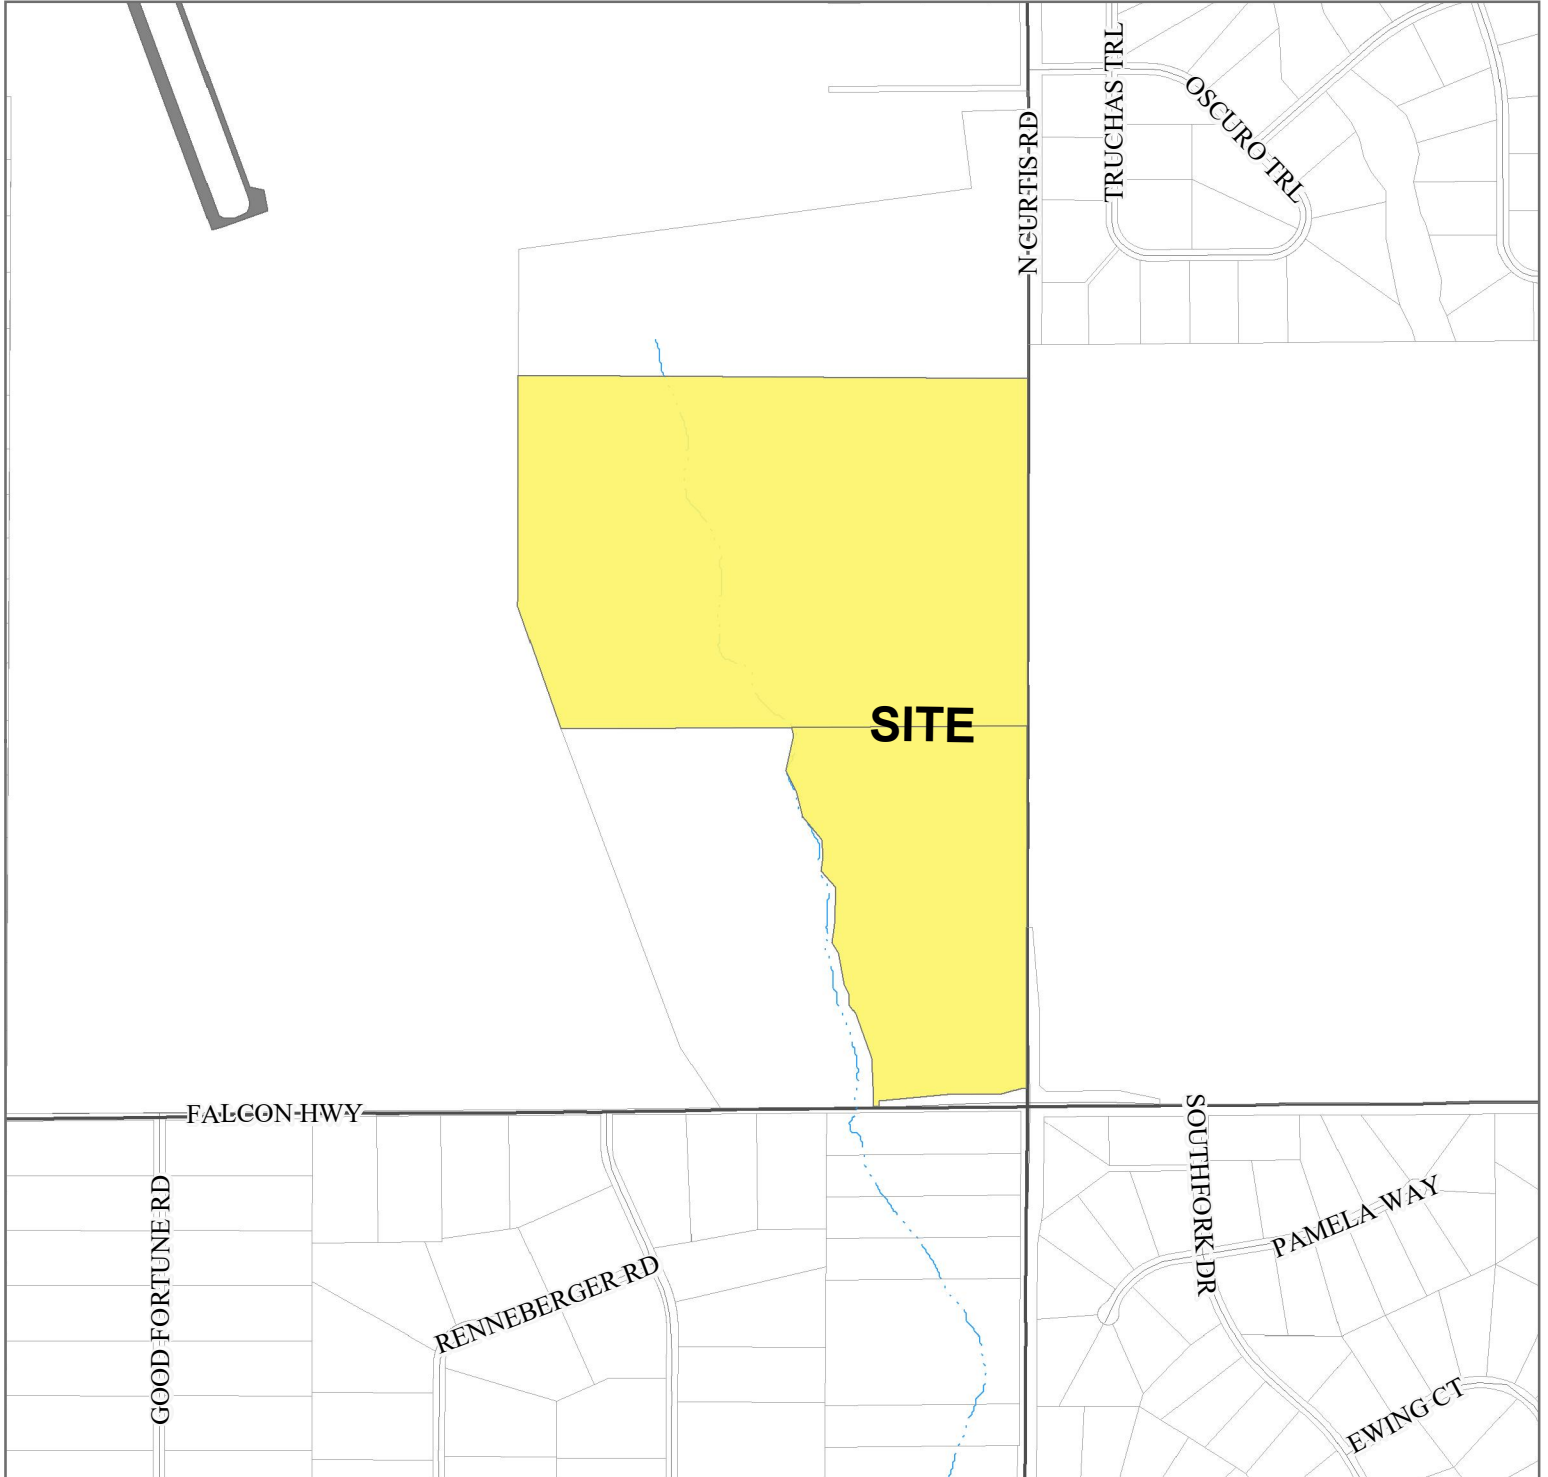 TRUCHAS TRL
OSCURO TRL
N CURTIS RD
SITE
FALCON HWY
SOUTHFORK DR
GOOD FORTUNE RD
PAMELA WAY
RENNEBERGER RD
EWING CT